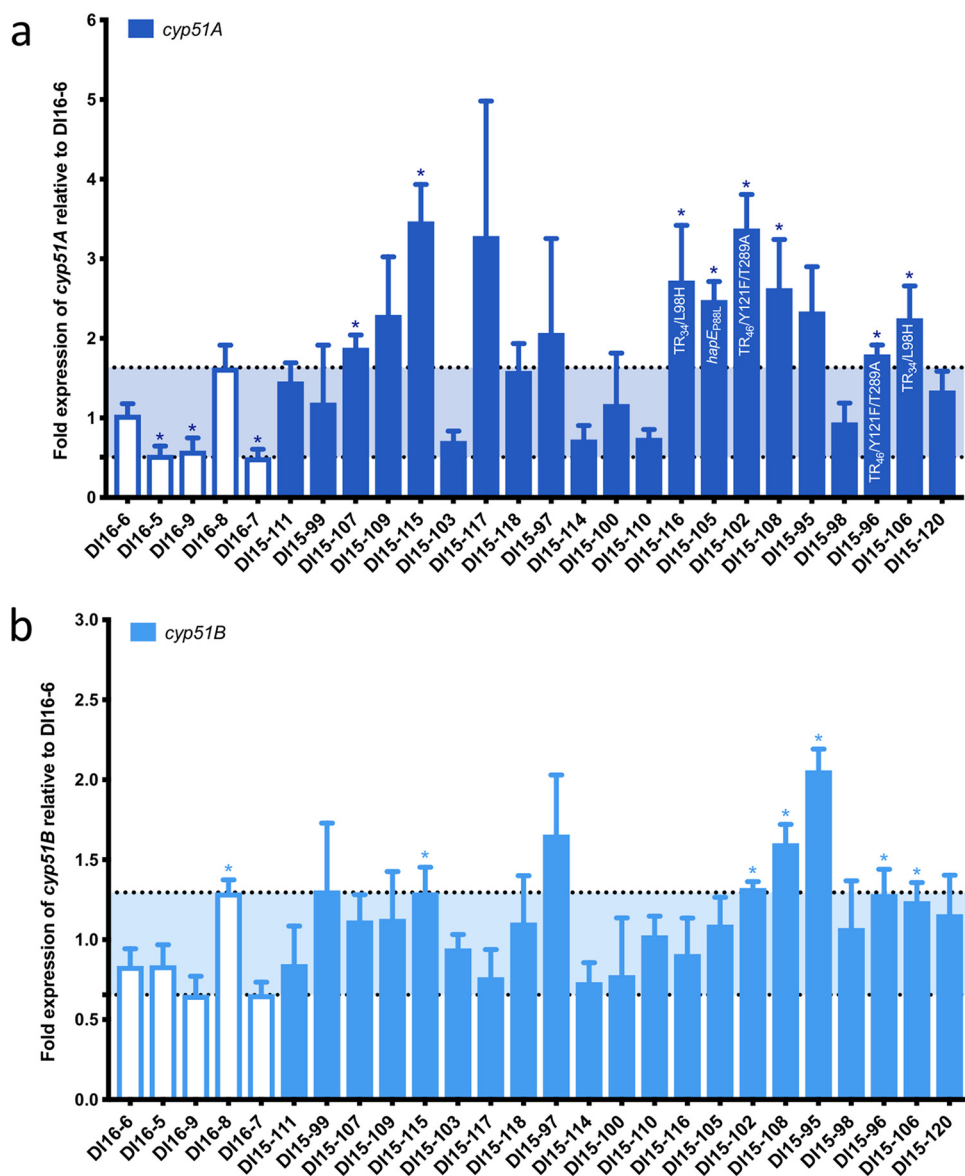 a
cyp51A
Fold expression of cyp51A relative to DI16-6
6
5
4
3
2
1
0
* * * * * * * * * * *
TR34/L98H
hapEP88L
TR46/Y121F/T289A
TR46/Y121F/T289A
TR34/L98H
DI16-6
DI16-5
DI16-9
DI16-8
DI16-7
DI15-111
DI15-99
DI15-107
DI15-109
DI15-115
DI15-103
DI15-117
DI15-118
DI15-97
DI15-114
DI15-100
DI15-110
DI15-116
DI15-105
DI15-102
DI15-108
DI15-95
DI15-98
DI15-96
DI15-106
DI15-120
b
cyp51B
Fold expression of cyp51B relative to DI16-6
3.0
2.5
2.0
1.5
1.0
0.5
0.0
* * * * * * *
DI16-6
DI16-5
DI16-9
DI16-8
DI16-7
DI15-111
DI15-99
DI15-107
DI15-109
DI15-115
DI15-103
DI15-117
DI15-118
DI15-97
DI15-114
DI15-100
DI15-110
DI15-116
DI15-105
DI15-102
DI15-108
DI15-95
DI15-98
DI15-96
DI15-106
DI15-120